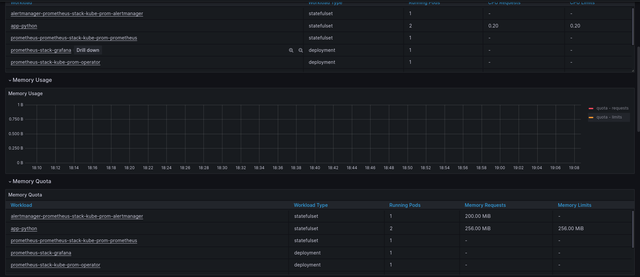 Workload Type Running Pods CPU Requests CPU Limits
alertmanager-prometheus-stack-kube-prom-alertmanager statefulset 1 - -
app-python statefulset 2 0.20 0.20
prometheus-prometheus-stack-kube-prom-prometheus statefulset 1 - -
prometheus-stack-grafana Drill down deployment 1 - -
prometheus-stack-kube-prom-operator deployment 1 - -
Memory Usage
Memory Usage
1 B
0.750 B
0.500 B
0.250 B
0 B
18:10 18:12 18:14 18:16 18:18 18:20 18:22 18:24 18:26 18:28 18:30 18:32 18:34 18:36 18:38 18:40 18:42 18:44 18:46 18:48 18:50 18:52 18:54 18:56 18:58 19:00 19:02 19:04 19:06 19:08
quota - requests
quota - limits
Memory Quota
Memory Quota
Workload Workload Type Running Pods Memory Requests Memory Limits
alertmanager-prometheus-stack-kube-prom-alertmanager statefulset 1 200.00 MiB -
app-python statefulset 2 256.00 MiB 256.00 MiB
prometheus-prometheus-stack-kube-prom-prometheus statefulset 1 - -
prometheus-stack-grafana deployment 1 - -
prometheus-stack-kube-prom-operator deployment 1 - -